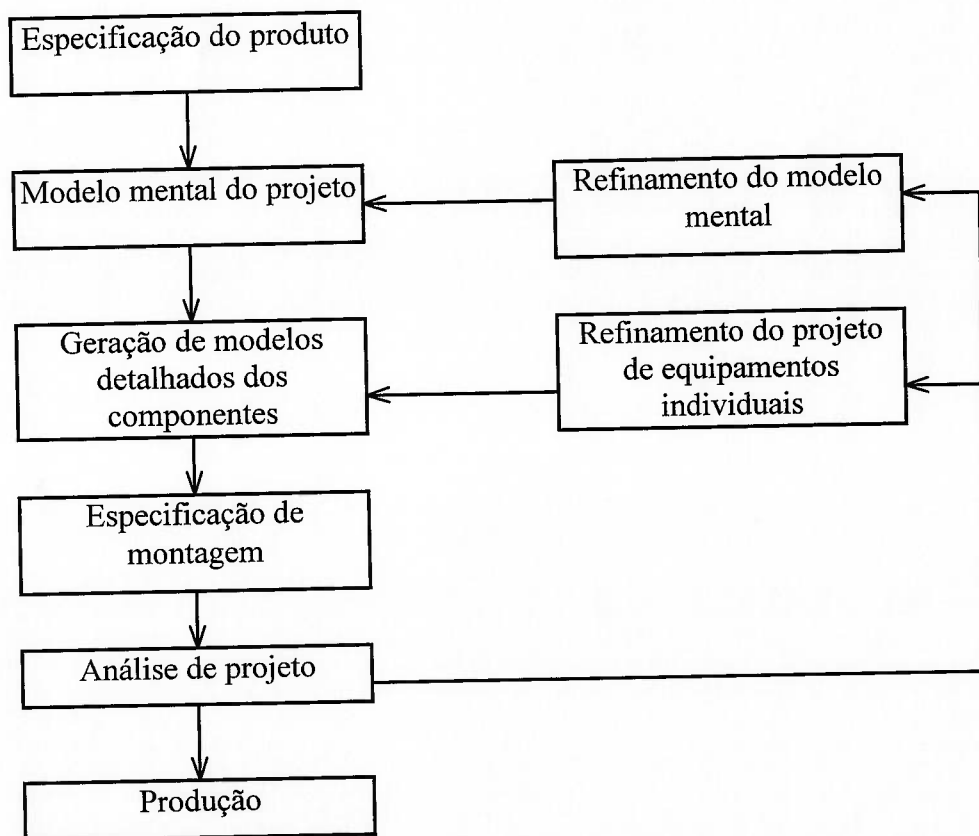 Especificação do produto
Modelo mental do projeto
Refinamento do modelo
mental
Geração de modelos
detalhados dos
componentes
Refinamento do projeto
de equipamentos
individuais
Especificação de
montagem
Análise de projeto
Produção